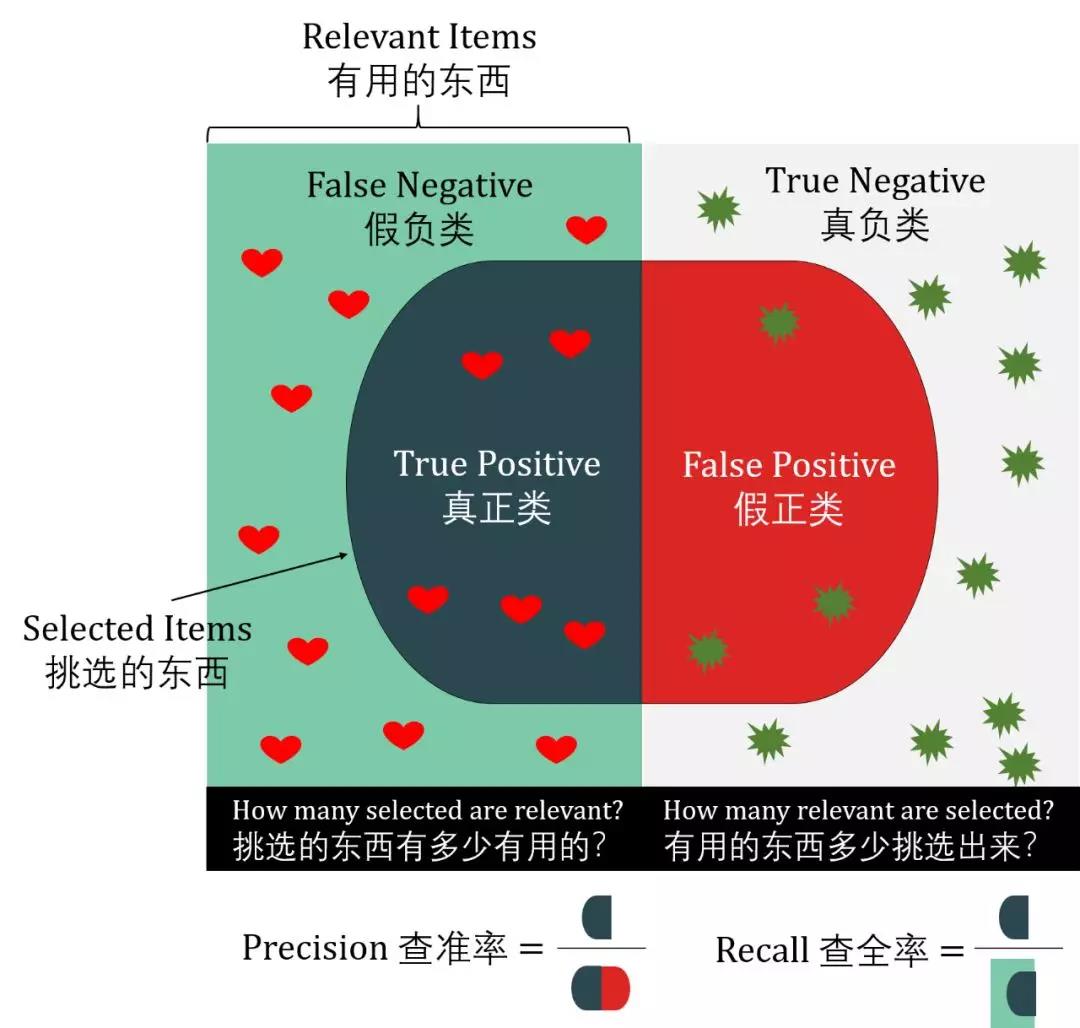 Relevant Items
有用的东西
False Negative
假负类
True Negative
真负类
True Positive
真正类
False Positive
假正类
Selected Items
挑选的东西
How many selected are relevant?
挑选的东西有多少有用的?
How many relevant are selected?
有用的东西多少挑选出来?
Precision 查准率 =
Recall 查全率 =